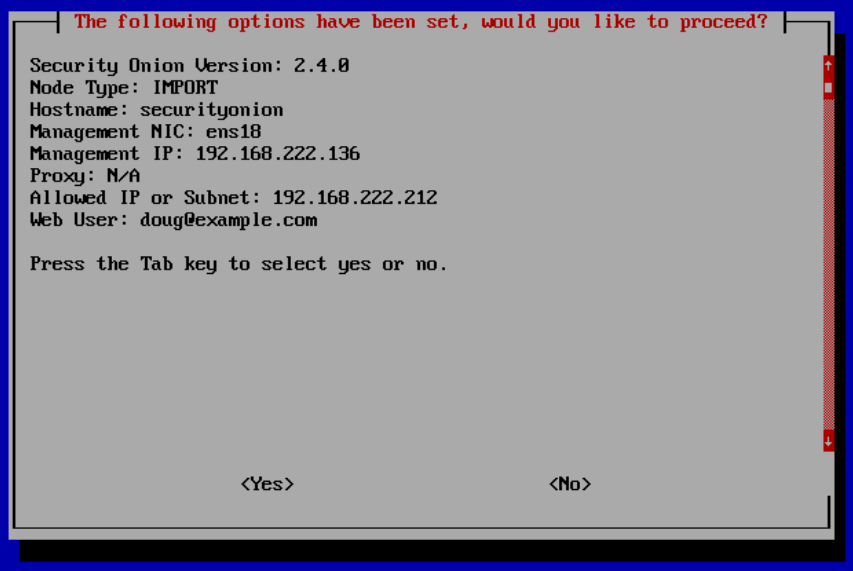 The following options have been set, would you like to proceed?
Security Onion Version: 2.4.0
Node Type: IMPORT
Hostname: securityonion
Management NIC: ens18
Management IP: 192.168.222.136
Proxy: N/A
Allowed IP or Subnet: 192.168.222.212
Web User: doug@example.com
Press the Tab key to select yes or no.
<Yes> <No>